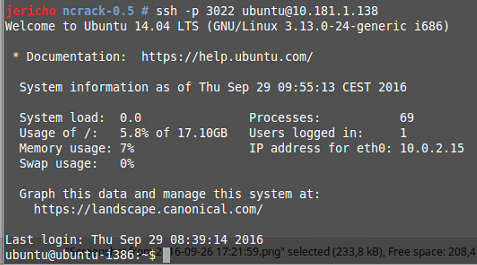 jericho ncrack-0.5 # ssh -p 3022 ubuntu@10.181.1.138
Welcome to Ubuntu 14.04 LTS (GNU/Linux 3.13.0-24-generic i686)
* Documentation:  https://help.ubuntu.com/
System information as of Thu Sep 29 09:55:13 CEST 2016
System load:  0.0               Processes:           69
Usage of /:   5.8% of 17.10GB   Users logged in:     1
Memory usage: 7%                IP address for eth0: 10.0.2.15
Swap usage:   0%
Graph this data and manage this system at:
https://landscape.canonical.com/
Last login: Thu Sep 29 08:39:14 2016
16-09-26 17:21:59.png" selected (233,8 kB), Free space: 208,4
ubuntu@ubuntu-i386:~$